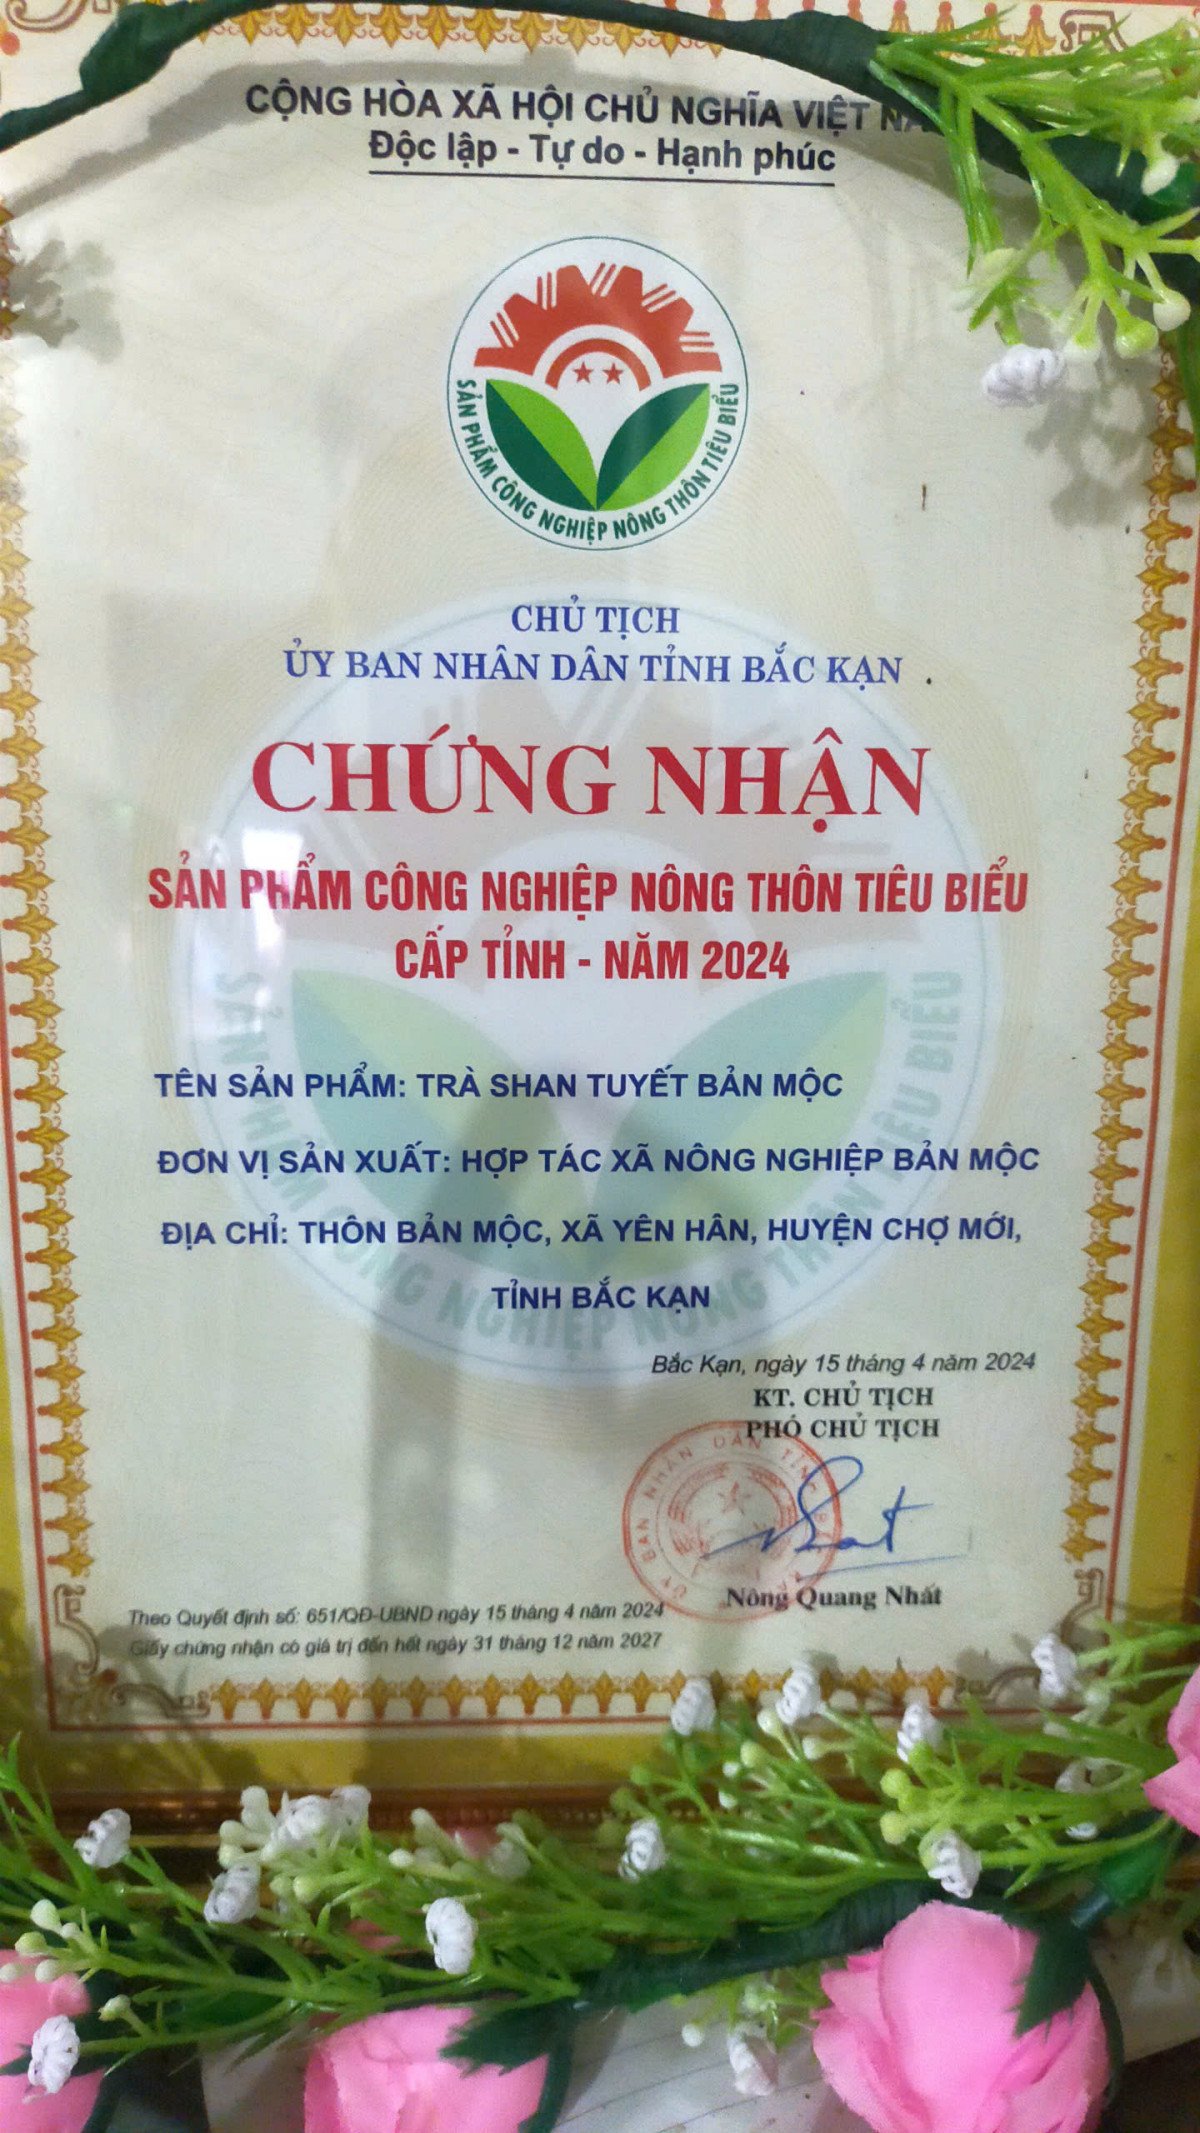 CỘNG HÒA XÃ HỘI CHỦ NGHĨA VIỆT
Độc lập - Tự do - Hạnh phúc
SẢN PHẨM CÔNG NGHIỆP NÔNG THÔN TIÊU BIỂU
CHỦ TỊCH
ỦY BAN NHÂN DÂN TỈNH BẮC KẠN
CHỨNG NHẬN
SẢN PHẨM CÔNG NGHIỆP NÔNG THÔN TIÊU BIỂU
CẤP TỈNH - NĂM 2024
TÊN SẢN PHẨM: TRÀ SHAN TUYẾT BẢN MỘC
ĐƠN VỊ SẢN XUẤT: HỢP TÁC XÃ NÔNG NGHIỆP BẢN MỘC
ĐỊA CHỈ: THÔN BẢN MỘC, XÃ YÊN HÂN, HUYỆN CHỢ MỚI,
TỈNH BẮC KẠN
Bắc Kạn, ngày 15 tháng 4 năm 2024
KT. CHỦ TỊCH
PHÓ CHỦ TỊCH
ỦY BAN NHÂN DÂN TỈNH
Nông Quang Nhất
Theo Quyết định số: 651/QĐ-UBND ngày 15 tháng 4 năm 2024
Giấy chứng nhận có giá trị đến hết ngày 31 tháng 12 năm 2027